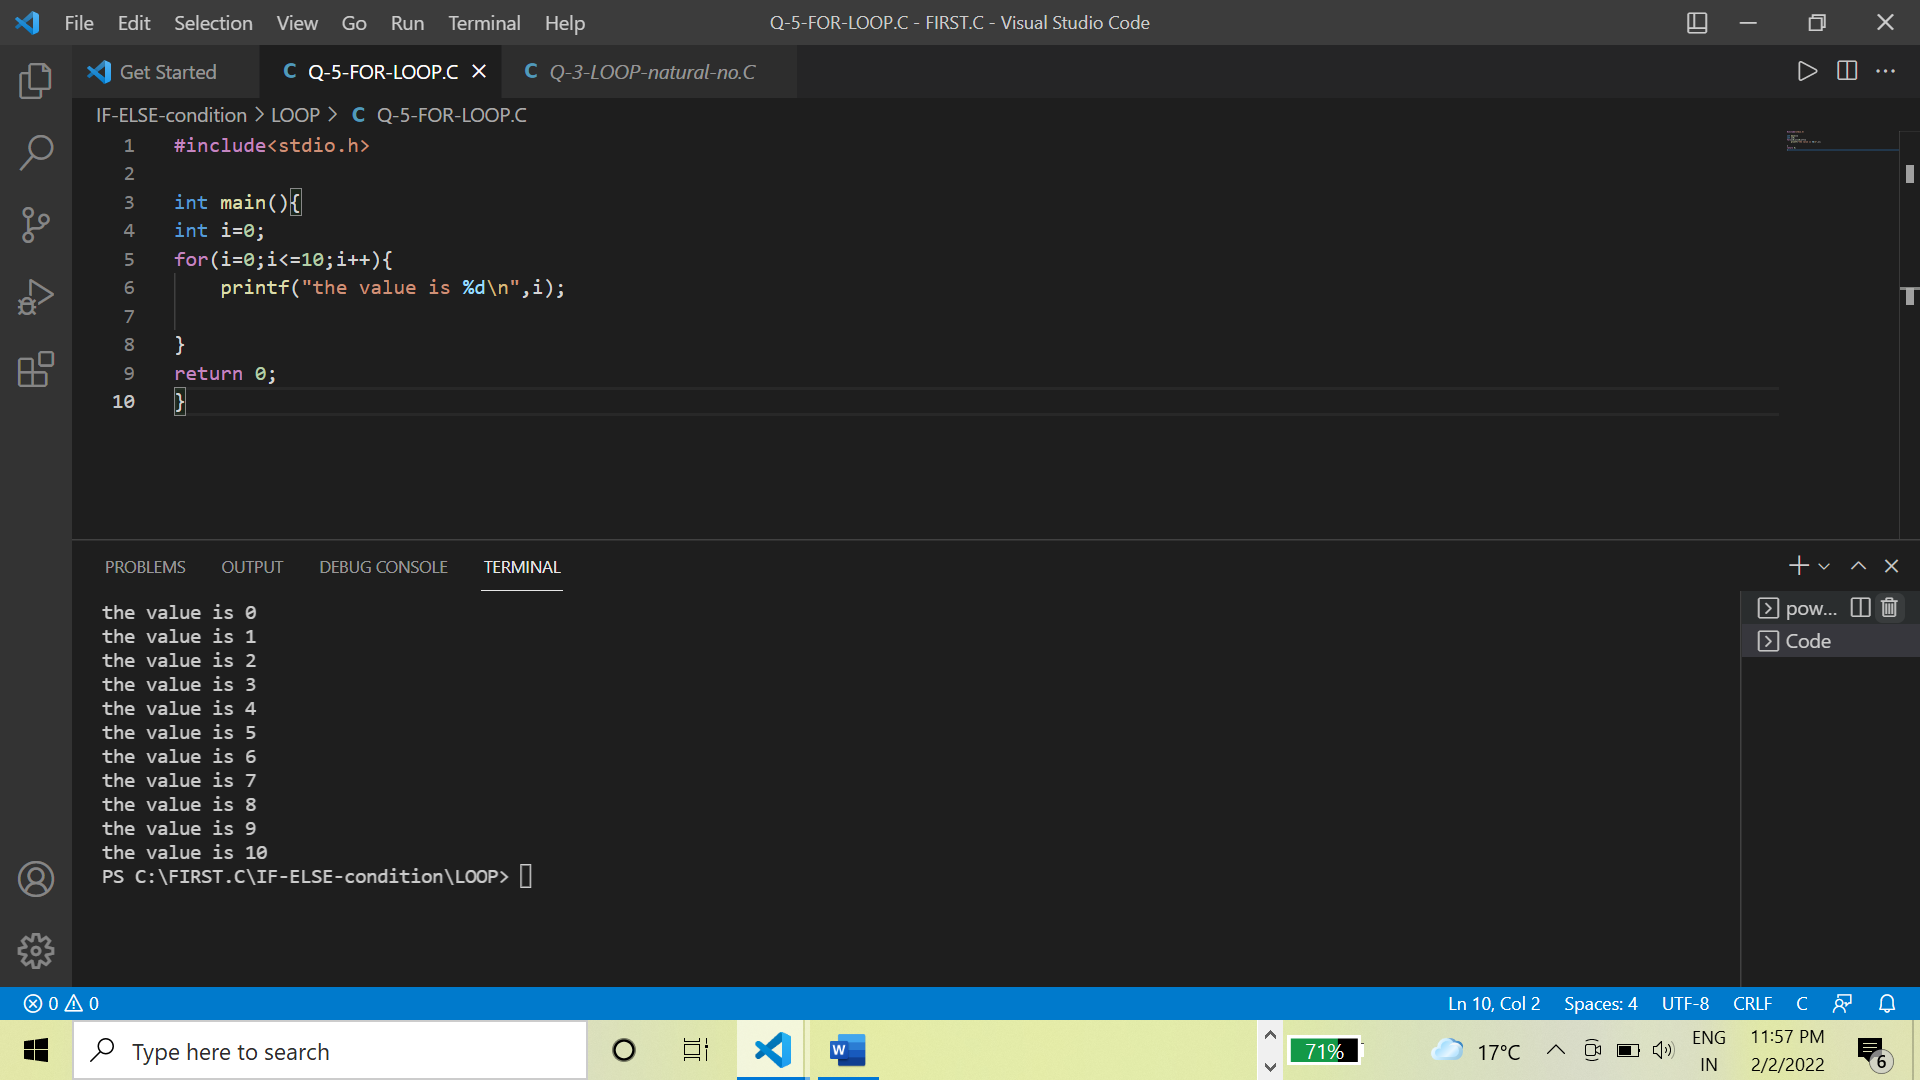 File Edit Selection View Go Run Terminal Help Q-5-FOR-LOOP.C - FIRST.C - Visual Studio Code
Get Started Q-5-FOR-LOOP.C Q-3-LOOP-natural-no.C
IF-ELSE-condition > LOOP > C Q-5-FOR-LOOP.C
1 #include<stdio.h>
2
3 int main(){
4 int i=0;
5 for(i=0;i<=10;i++){
6 printf("the value is %d\n",i);
7
8 }
9 return 0;
10 }
PROBLEMS OUTPUT DEBUG CONSOLE TERMINAL
the value is 0
the value is 1
the value is 2
the value is 3
the value is 4
the value is 5
the value is 6
the value is 7
the value is 8
the value is 9
the value is 10
PS C:\FIRST.C\IF-ELSE-condition\LOOP>
pow...
Code
0 0 Ln 10, Col 2 Spaces: 4 UTF-8 CRLF C
Type here to search 71% 17°C ENG IN 11:57 PM 2/2/2022 6